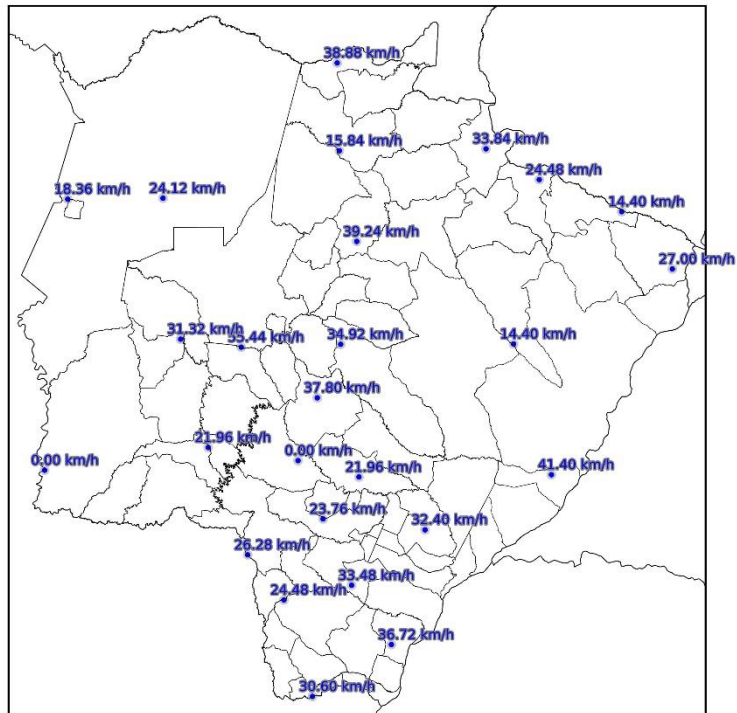 38.88 km/h
15.84 km/h
33.84 km/h
24.48 km/h
18.36 km/h
24.12 km/h
14.40 km/h
39.24 km/h
27.00 km/h
31.32 km/h
55.44 km/h
34.92 km/h
14.40 km/h
37.80 km/h
21.96 km/h
0.00 km/h
0.00 km/h
21.96 km/h
41.40 km/h
23.76 km/h
32.40 km/h
26.28 km/h
24.48 km/h
33.48 km/h
36.72 km/h
30.60 km/h